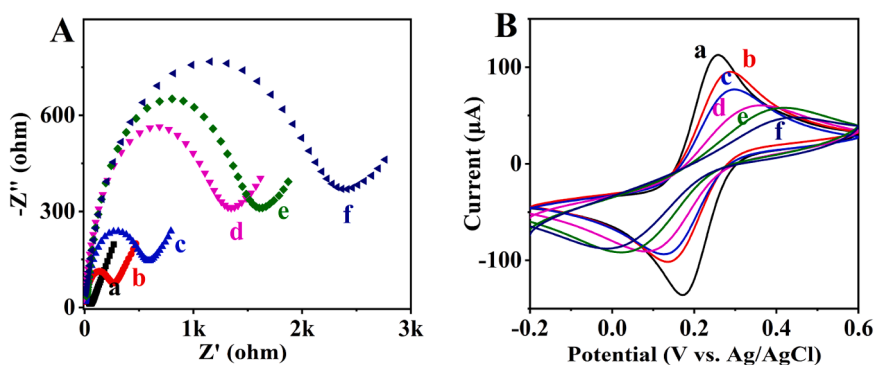 A
-Z'' (ohm)
600
300
0
0
1k
2k
3k
Z' (ohm)
a
b
c
d
e
f
B
Current (μA)
100
0
-100
-0.2
0.0
0.2
0.4
0.6
Potential (V vs. Ag/AgCl)
a
b
c
d
e
f